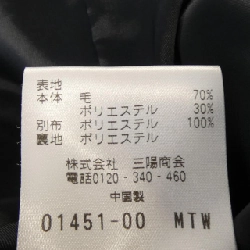 表地
本体 毛 70%
ポリエステル 30%
別布 ポリエステル 100%
裏地 ポリエステル
株式会社 三陽商会
電話0120-340-460
中国製
01451-00 MTW